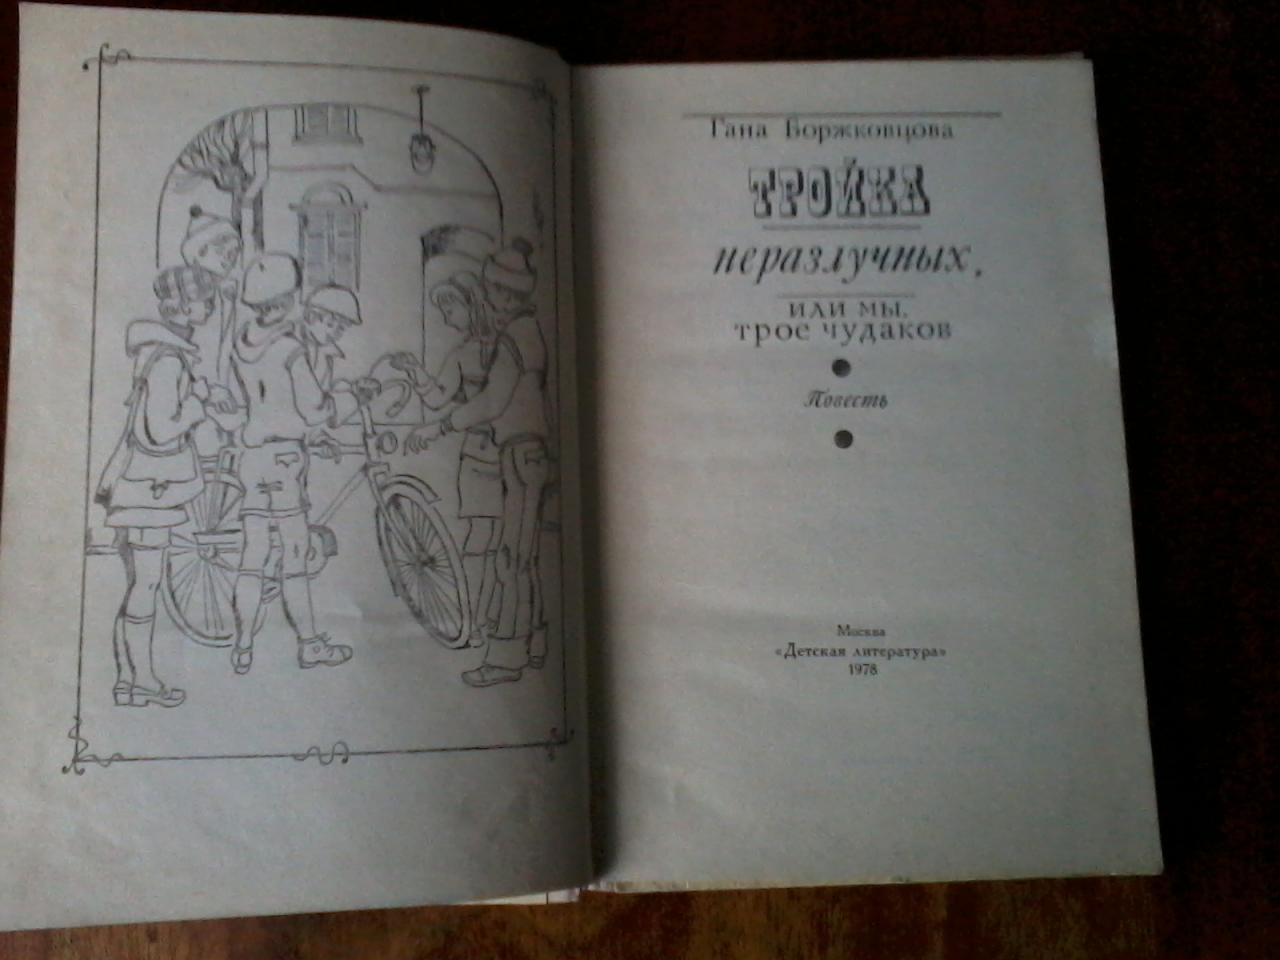 Гана Боржковцова
ТРОЙКА
неразлучных,
или мы,
трое чудаков
Повесть
Москва
«Детская литература»
1978